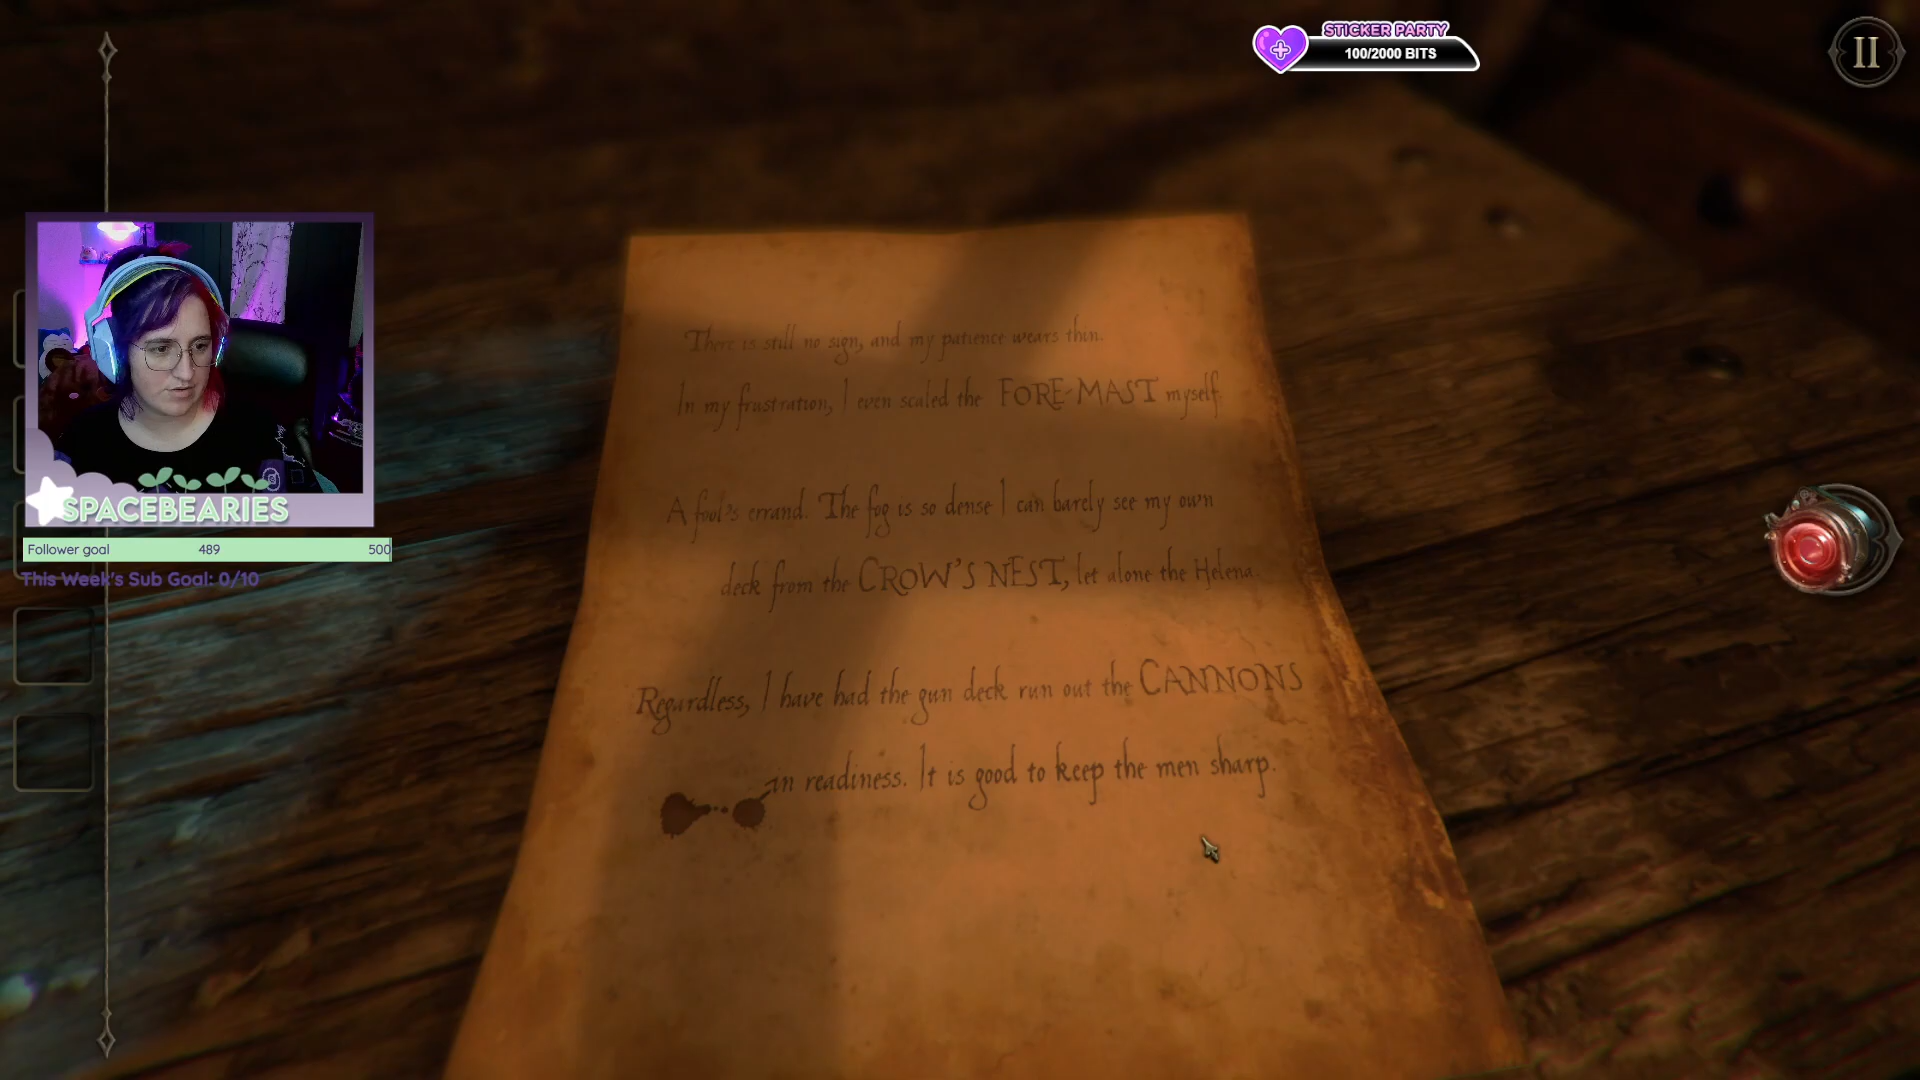 STICKER PARTY
100/2000 BITS
There is still no sign, and my patience wears thin.
In my frustration, I even scaled the FORE-MAST myself.
A fool's errand. The fog is so dense I can barely see my own
deck from the CROW'S NEST, let alone the Helena.
Regardless, I have had the gun deck run out the CANNONS
in readiness. It is good to keep the men sharp.
SPACEBEARIES
Follower goal 489 500
This Week's Sub Goal: 0/10